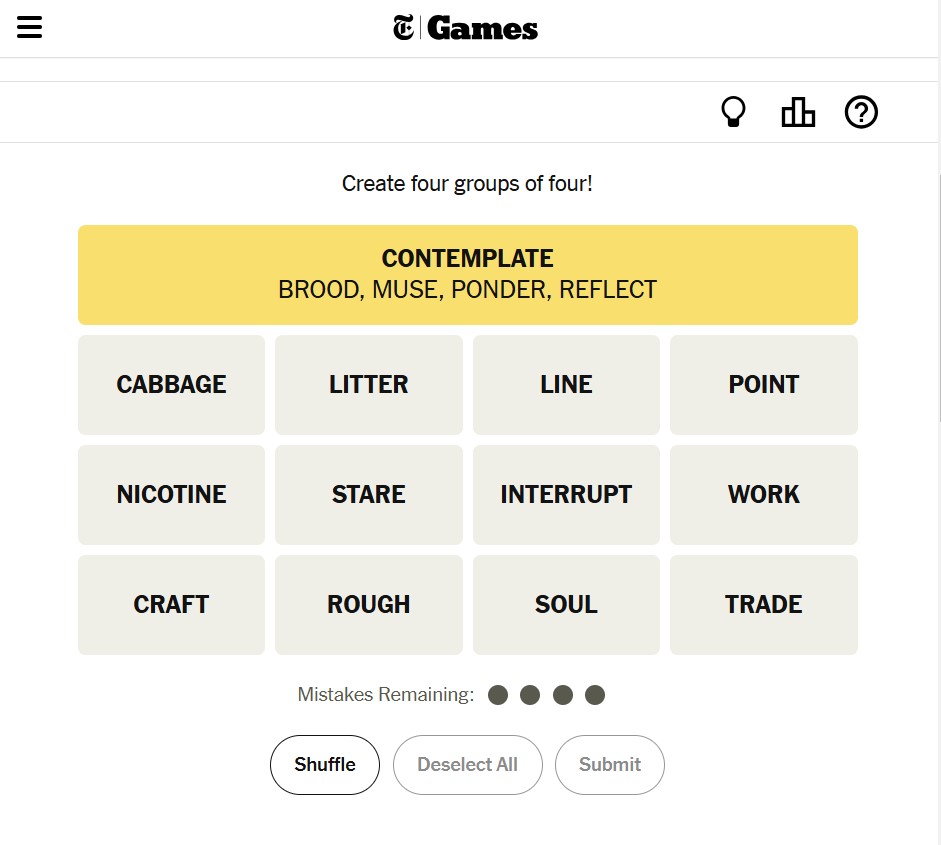 T Games
Create four groups of four!
CONTEMPLATE
BROOD, MUSE, PONDER, REFLECT
CABBAGE LITTER LINE POINT
NICOTINE STARE INTERRUPT WORK
CRAFT ROUGH SOUL TRADE
Mistakes Remaining:
Shuffle Deselect All Submit